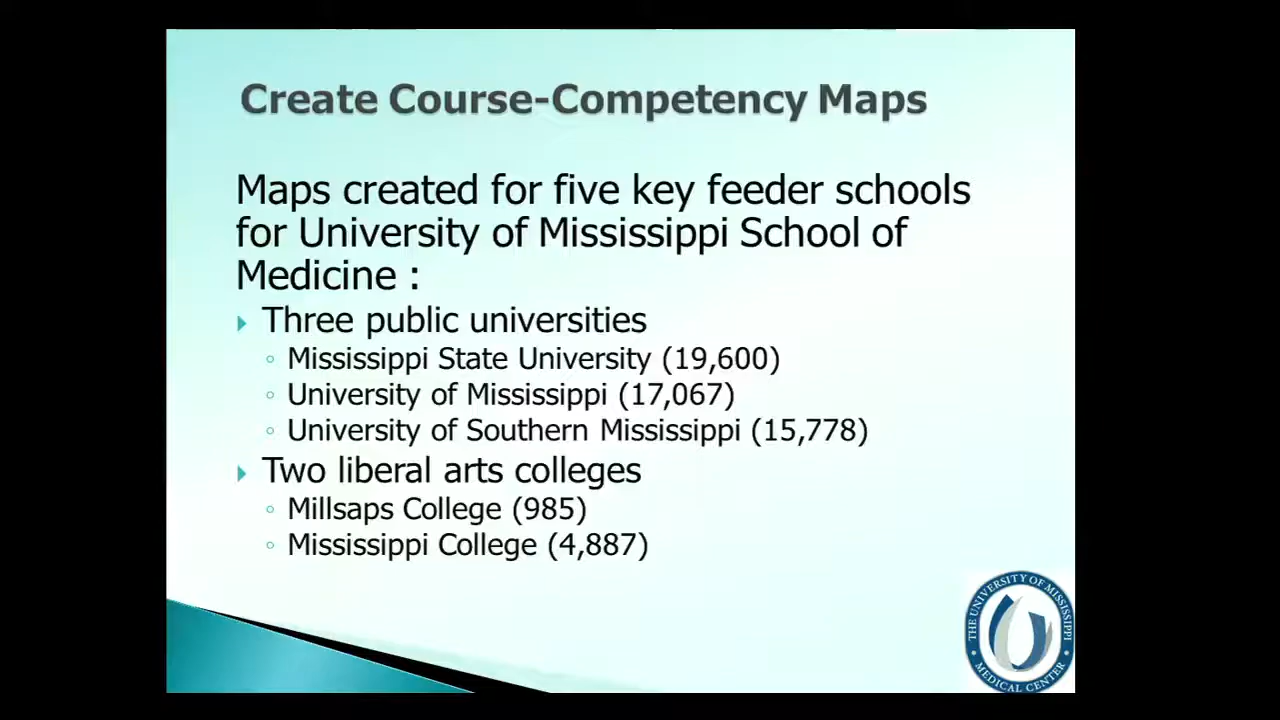 Create Course-Competency Maps
Maps created for five key feeder schools
for University of Mississippi School of
Medicine :
Three public universities
Mississippi State University (19,600)
University of Mississippi (17,067)
University of Southern Mississippi (15,778)
Two liberal arts colleges
Millsaps College (985)
Mississippi College (4,887)
THE UNIVERSITY OF MISSISSIPPI
MEDICAL CENTER